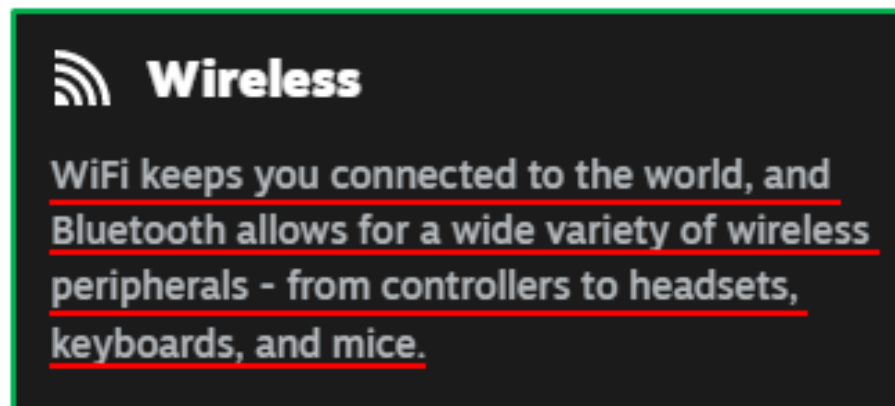 Wireless
WiFi keeps you connected to the world, and
Bluetooth allows for a wide variety of wireless
peripherals - from controllers to headsets,
keyboards, and mice.